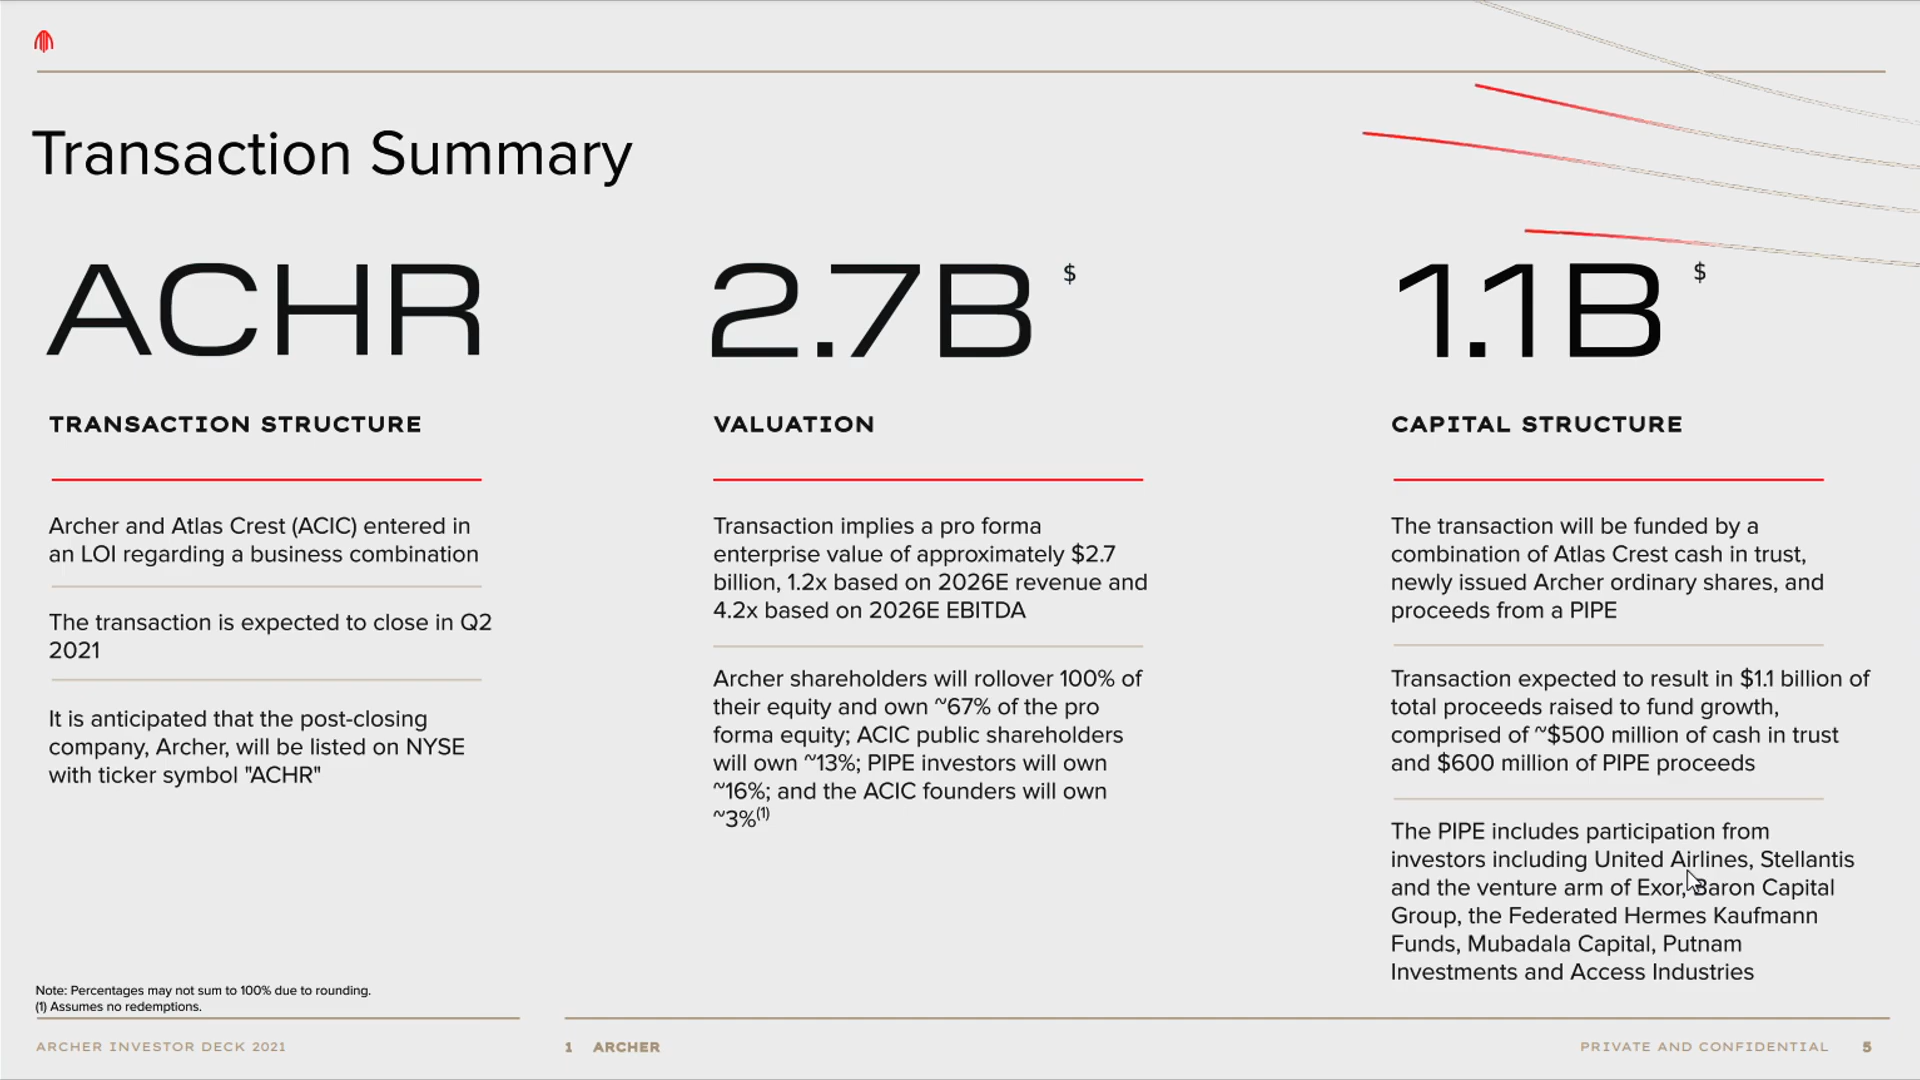 Transaction Summary
ACHR
TRANSACTION STRUCTURE
Archer and Atlas Crest (ACIC) entered in
an LOI regarding a business combination
The transaction is expected to close in Q2
2021
It is anticipated that the post-closing
company, Archer, will be listed on NYSE
with ticker symbol "ACHR"
2.7B $
VALUATION
Transaction implies a pro forma
enterprise value of approximately $2.7
billion, 1.2x based on 2026E revenue and
4.2x based on 2026E EBITDA
Archer shareholders will rollover 100% of
their equity and own ~67% of the pro
forma equity; ACIC public shareholders
will own ~13%; PIPE investors will own
~16%; and the ACIC founders will own
~3%(1)
1.1B $
CAPITAL STRUCTURE
The transaction will be funded by a
combination of Atlas Crest cash in trust,
newly issued Archer ordinary shares, and
proceeds from a PIPE
Transaction expected to result in $1.1 billion of
total proceeds raised to fund growth,
comprised of ~$500 million of cash in trust
and $600 million of PIPE proceeds
The PIPE includes participation from
investors including United Airlines, Stellantis
and the venture arm of Exor, Baron Capital
Group, the Federated Hermes Kaufmann
Funds, Mubadala Capital, Putnam
Investments and Access Industries
Note: Percentages may not sum to 100% due to rounding.
(1) Assumes no redemptions.
ARCHER INVESTOR DECK 2021
1 ARCHER
PRIVATE AND CONFIDENTIAL 5